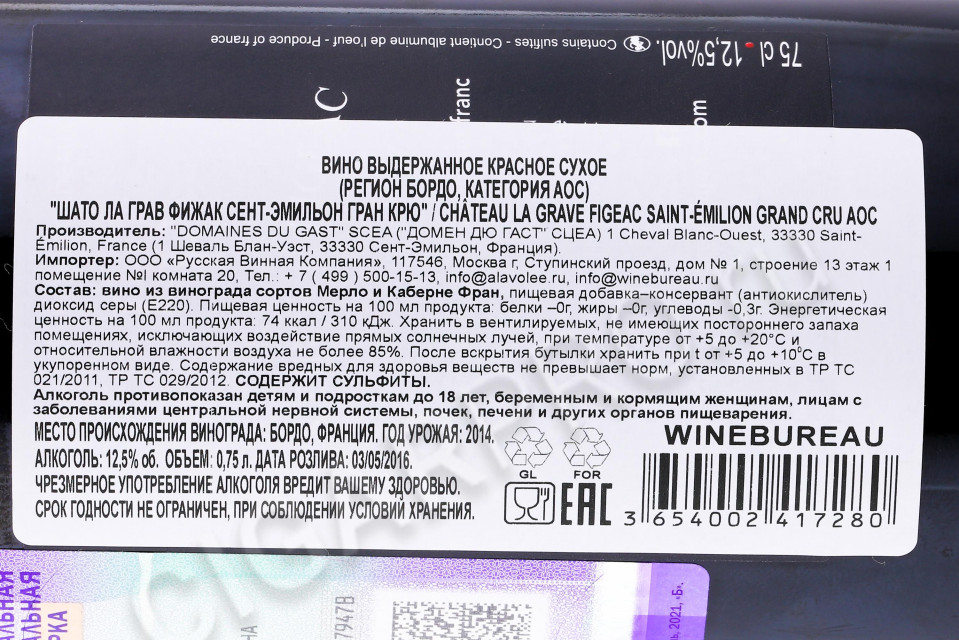 75 cl - 12,5%vol. Contains sulfites - Contient albumine de l'oeuf - Produce of france
franc
om
ВИНО ВЫДЕРЖАННОЕ КРАСНОЕ СУХОЕ
(РЕГИОН БОРДО, КАТЕГОРИЯ АОС)
"ШАТО ЛА ГРАВ ФИЖАК СЕНТ-ЭМИЛЬОН ГРАН КРЮ" / CHÂTEAU LA GRAVE FIGEAC SAINT-ÉMILION GRAND CRU AOC
Производитель: "DOMAINES DU GAST" SCEA ("ДОМЕН ДЮ ГАСТ" СЦЕА) 1 Cheval Blanc-Ouest, 33330 Saint-
Émilion, France (1 Шеваль Блан-Уэст, 33330 Сент-Эмильон, Франция).
Импортер: ООО «Русская Винная Компания», 117546, Москва г, Ступинский проезд, дом № 1, строение 13 этаж 1
помещение №I комната 20, Тел.: + 7 ( 499 ) 500-15-13, info@alavolee.ru, info@winebureau.ru
Состав: вино из винограда сортов Мерло и Каберне Фран, пищевая добавка–консервант (антиокислитель)
диоксид серы (Е220). Пищевая ценность на 100 мл продукта: белки –0г, жиры –0г, углеводы -0,3г. Энергетическая
ценность на 100 мл продукта: 74 ккал / 310 кДж. Хранить в вентилируемых, не имеющих постороннего запаха
помещениях, исключающих воздействие прямых солнечных лучей, при температуре от +5 до +20°С и
относительной влажности воздуха не более 85%. После вскрытия бутылки хранить при t от +5 до +10°С в
укупоренном виде. Содержание вредных для здоровья веществ не превышает норм, установленных в ТР ТС
021/2011, ТР ТС 029/2012. СОДЕРЖИТ СУЛЬФИТЫ.
Алкоголь противопоказан детям и подросткам до 18 лет, беременным и кормящим женщинам, лицам с
заболеваниями центральной нервной системы, почек, печени и других органов пищеварения.
МЕСТО ПРОИСХОЖДЕНИЯ ВИНОГРАДА: БОРДО, ФРАНЦИЯ. ГОД УРОЖАЯ: 2014.
АЛКОГОЛЬ: 12,5% об. ОБЪЕМ: 0,75 л. ДАТА РОЗЛИВА: 03/05/2016.
ЧРЕЗМЕРНОЕ УПОТРЕБЛЕНИЕ АЛКОГОЛЯ ВРЕДИТ ВАШЕМУ ЗДОРОВЬЮ.
СРОК ГОДНОСТИ НЕ ОГРАНИЧЕН, ПРИ СОБЛЮДЕНИИ УСЛОВИЙ ХРАНЕНИЯ.
GL FOR
EAC
WINEBUREAU
3 654002 417280
АЛЬНАЯ
АЛЬНАЯ
РКА
7947В
ль, 2021, «Б».